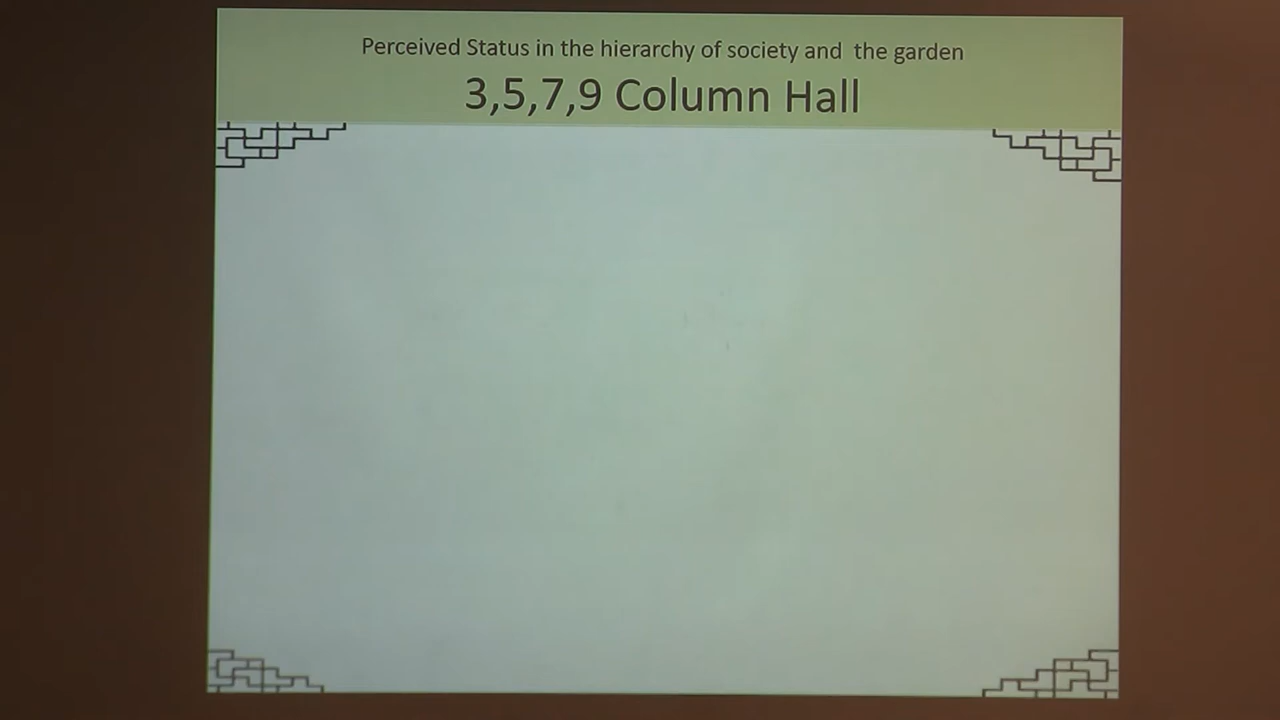 Perceived Status in the hierarchy of society and the garden
3,5,7,9 Column Hall